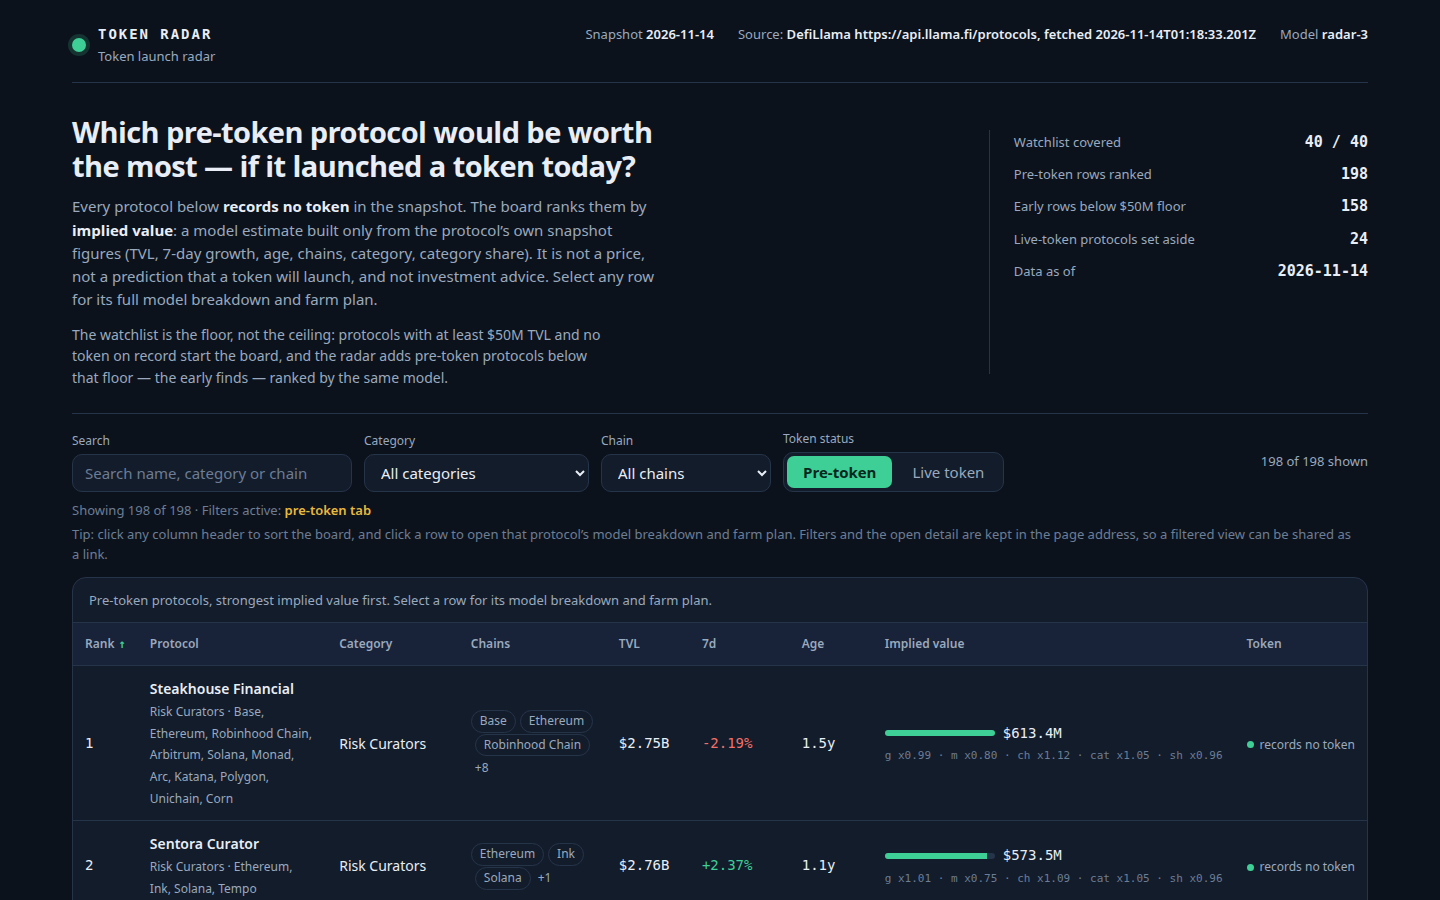 TOKEN RADAR
Token launch radar
Snapshot 2026-11-14 Source: DefiLlama https://api.llama.fi/protocols, fetched 2026-11-14T01:18:33.201Z Model radar-3
Which pre-token protocol would be worth
the most — if it launched a token today?
Every protocol below records no token in the snapshot. The board ranks them by
implied value: a model estimate built only from the protocol’s own snapshot
figures (TVL, 7-day growth, age, chains, category, category share). It is not a price,
not a prediction that a token will launch, and not investment advice. Select any row
for its full model breakdown and farm plan.
The watchlist is the floor, not the ceiling: protocols with at least $50M TVL and no
token on record start the board, and the radar adds pre-token protocols below
that floor — the early finds — ranked by the same model.
Watchlist covered 40 / 40
Pre-token rows ranked 198
Early rows below $50M floor 158
Live-token protocols set aside 24
Data as of 2026-11-14
Search
Search name, category or chain
Category
All categories
Chain
All chains
Token status
Pre-token Live token
198 of 198 shown
Showing 198 of 198 · Filters active: pre-token tab
Tip: click any column header to sort the board, and click a row to open that protocol’s model breakdown and farm plan. Filters and the open detail are kept in the page address, so a filtered view can be shared as
a link.
Pre-token protocols, strongest implied value first. Select a row for its model breakdown and farm plan.
Rank ↑ Protocol Category Chains TVL 7d Age Implied value Token
1
Steakhouse Financial
Risk Curators · Base,
Ethereum, Robinhood Chain,
Arbitrum, Solana, Monad,
Arc, Katana, Polygon,
Unichain, Corn
Risk Curators
Base Ethereum
Robinhood Chain
+8
$2.75B
-2.19%
1.5y
$613.4M
g x0.99 · m x0.80 · ch x1.12 · cat x1.05 · sh x0.96
records no token
2
Sentora Curator
Risk Curators · Ethereum,
Ink, Solana, Tempo
Risk Curators
Ethereum Ink
Solana +1
$2.76B
+2.37%
1.1y
$573.5M
g x1.01 · m x0.75 · ch x1.09 · cat x1.05 · sh x0.96
records no token